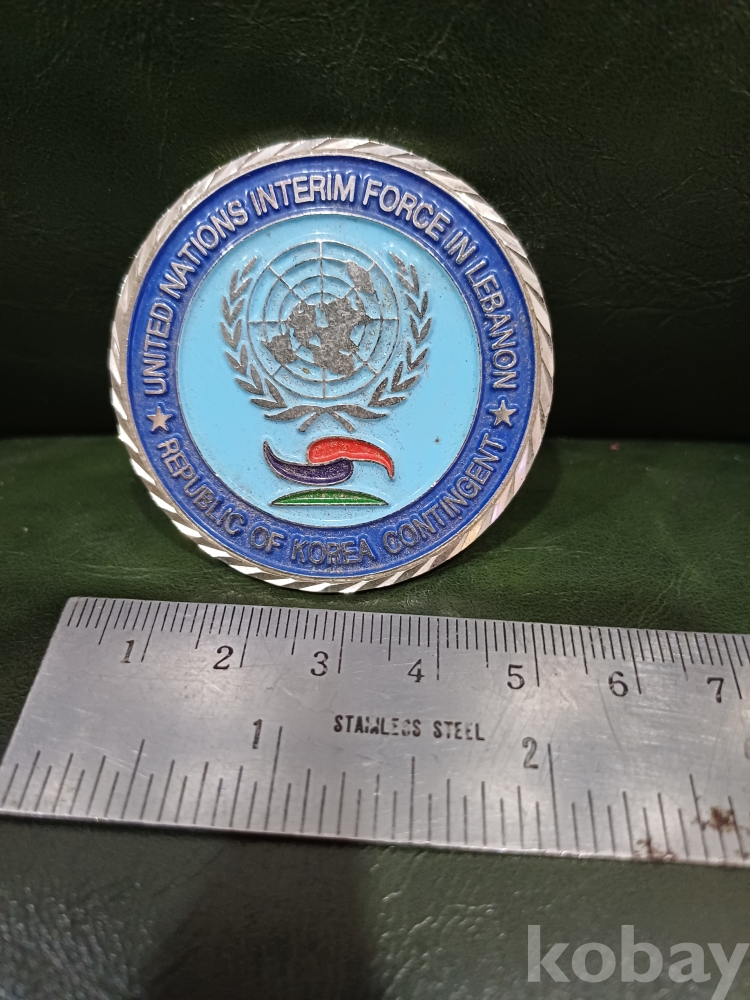 UNITED NATIONS INTERIM FORCE IN LEBANON
REPUBLIC OF KOREA CONTINGENT
1 2 3 4 5 6 7
STAINLESS STEEL
1 2
kobay